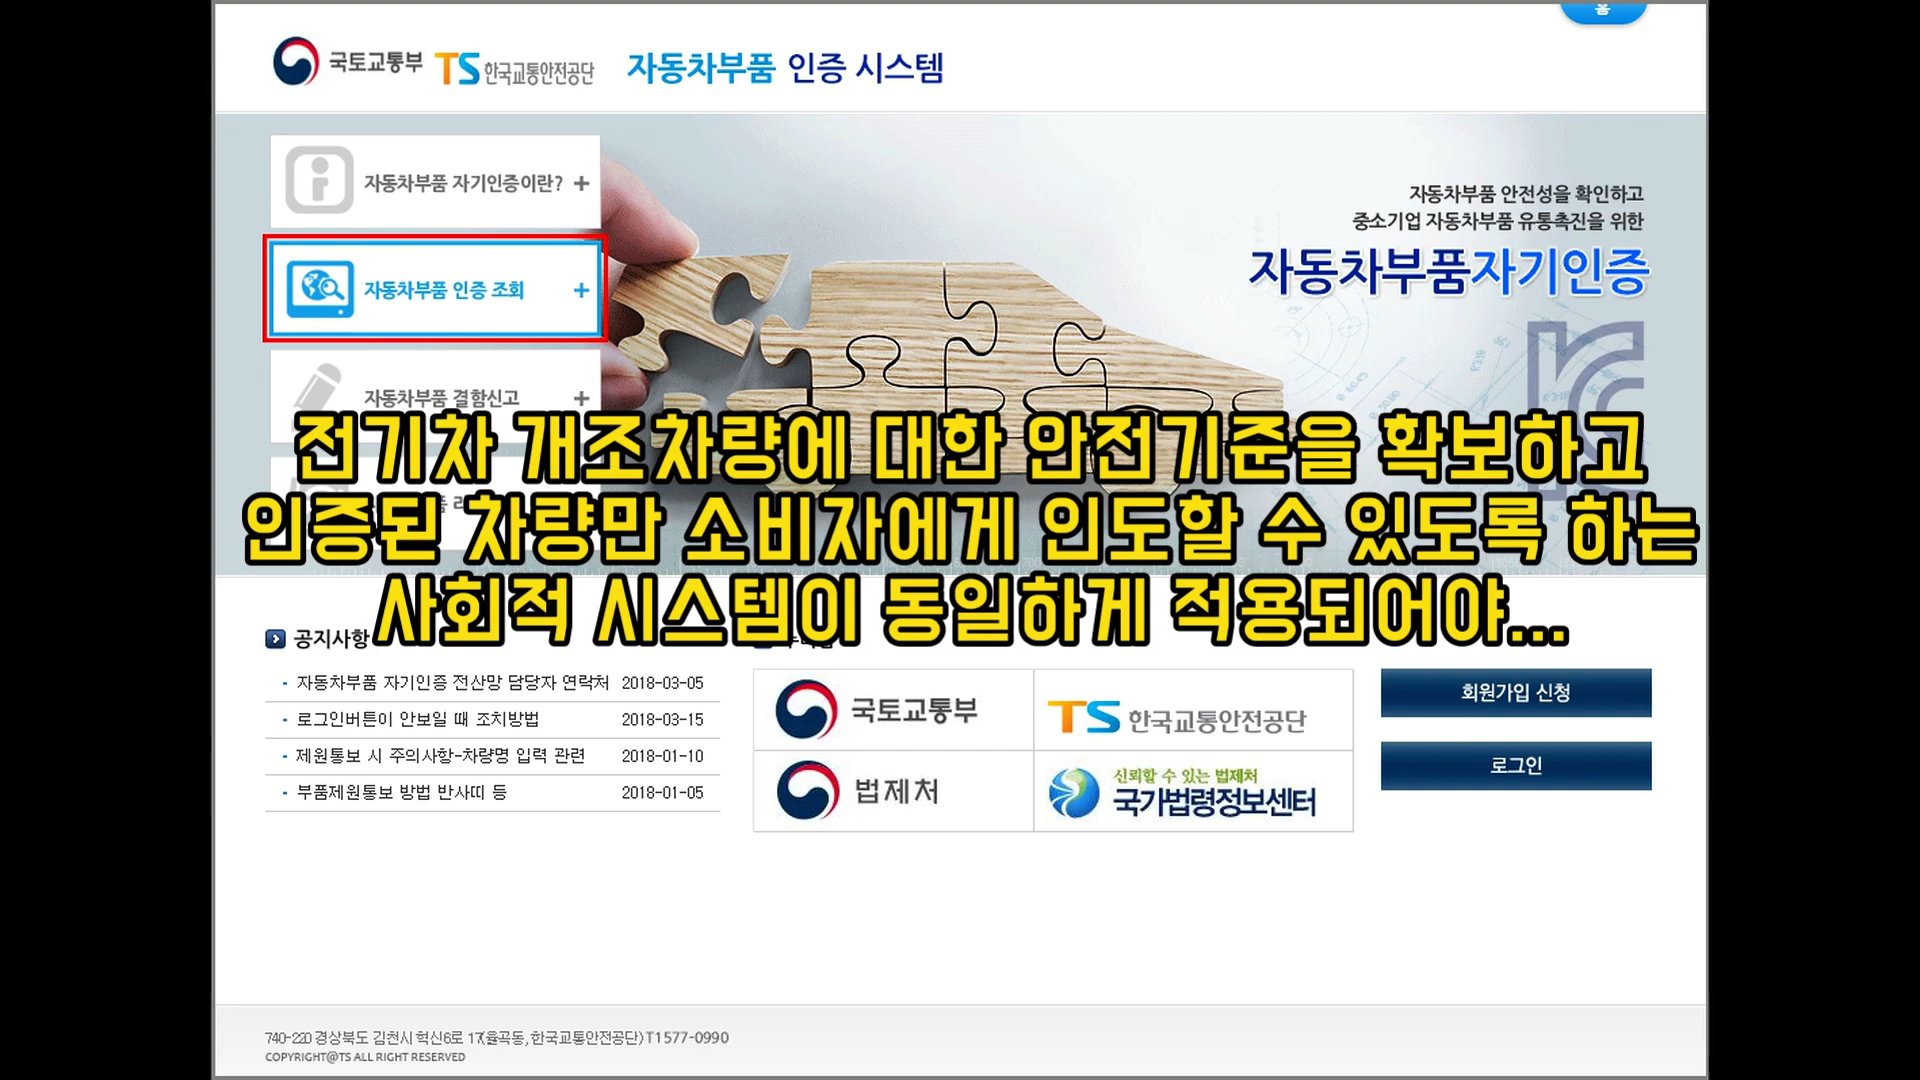 홈
국토교통부 TS 한국교통안전공단 자동차부품 인증 시스템
자동차부품 자기인증이란? +
자동차부품 인증 조회 +
자동차부품 결함신고 +
자동차부품 안전성을 확인하고
중소기업 자동차부품 유통촉진을 위한
자동차부품자기인증
전기차 개조차량에 대한 안전기준을 확보하고
인증된 차량만 소비자에게 인도할 수 있도록 하는
사회적 시스템이 동일하게 적용되어야...
공지사항
- 자동차부품 자기인증 전산망 담당자 연락처 2018-03-05
- 로그인버튼이 안보일 때 조치방법 2018-03-15
- 제원통보 시 주의사항-차량명 입력 관련 2018-01-10
- 부품제원통보 방법 반사띠 등 2018-01-05
국토교통부
TS 한국교통안전공단
법제처
신뢰할 수 있는 법제처
국가법령정보센터
회원가입 신청
로그인
740-220 경상북도 김천시 혁신6로 17(율곡동, 한국교통안전공단) T1577-0990
COPYRIGHT@TS ALL RIGHT RESERVED